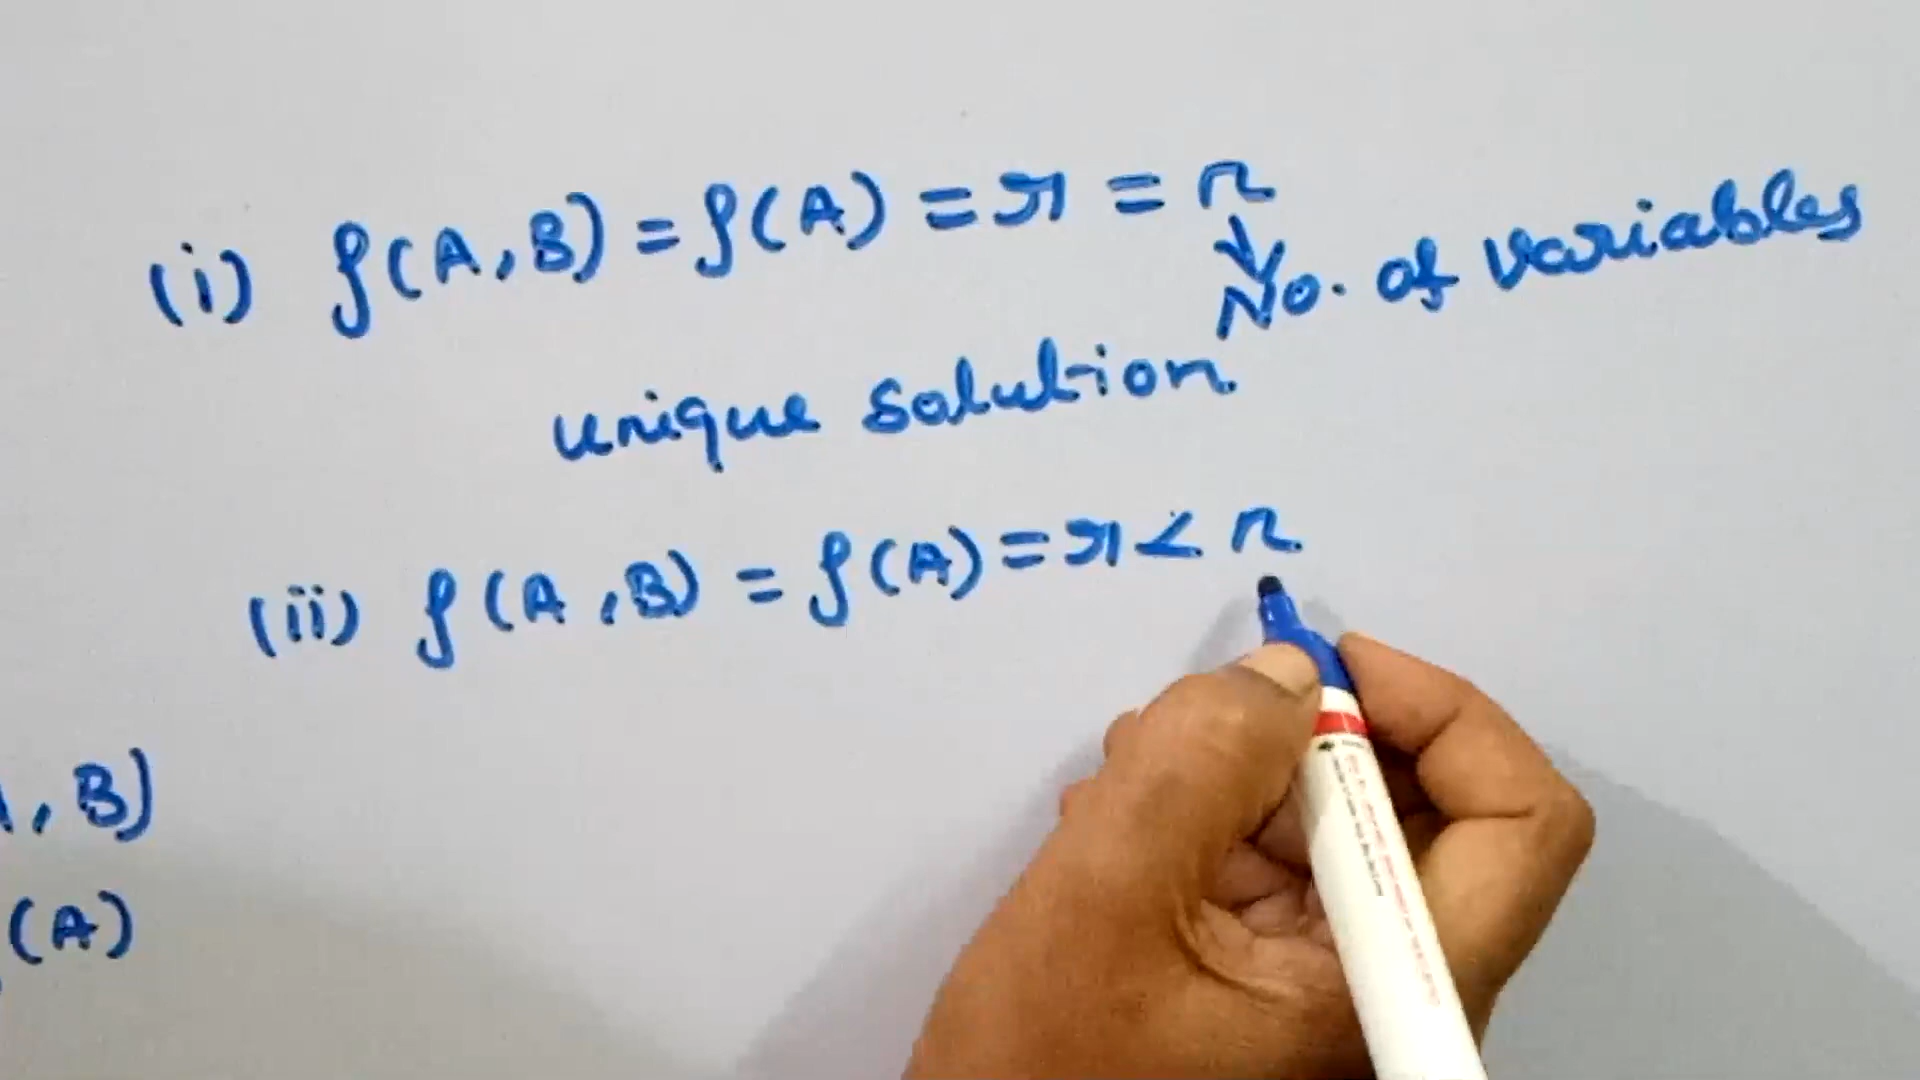 (i) ρ(A,B) = ρ(A) = r = n
↓
No. of variables
unique solution
(ii) ρ(A,B) = ρ(A) = r < n
, B)
(A)